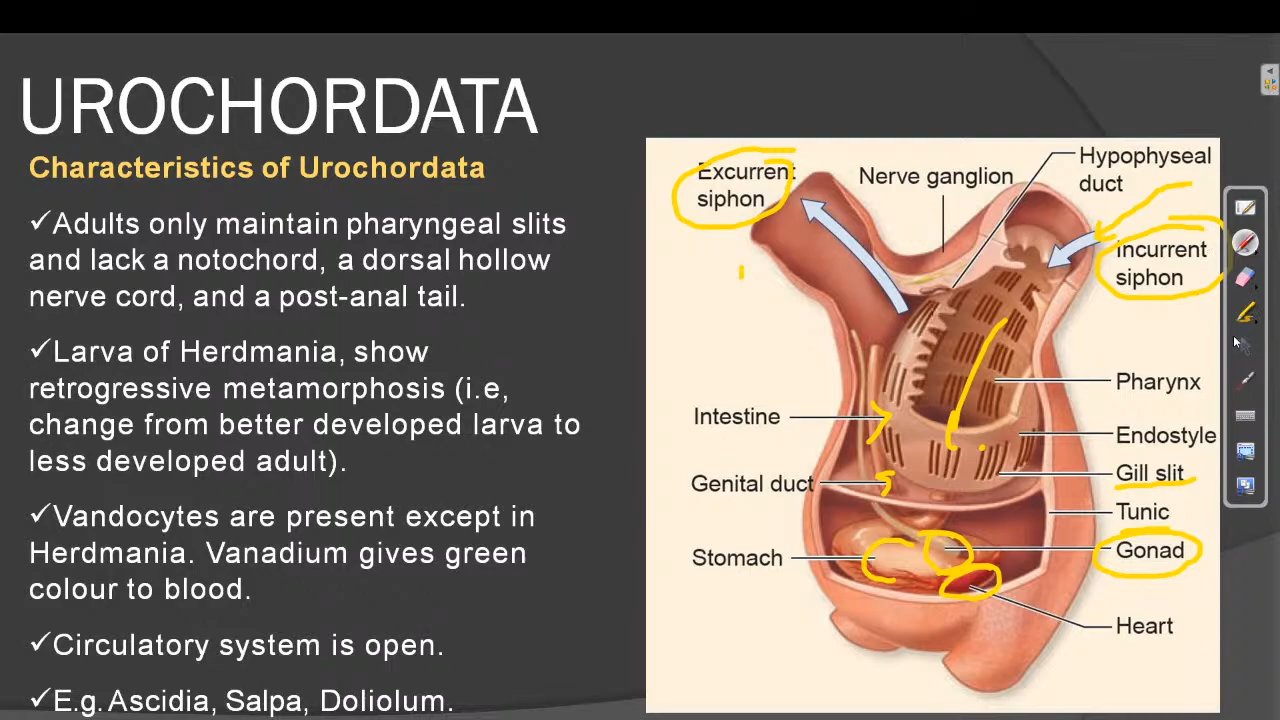 UROCHORDATA
Characteristics of Urochordata
✓Adults only maintain pharyngeal slits
and lack a notochord, a dorsal hollow
nerve cord, and a post-anal tail.
✓Larva of Herdmania, show
retrogressive metamorphosis (i.e,
change from better developed larva to
less developed adult).
✓Vandocytes are present except in
Herdmania. Vanadium gives green
colour to blood.
✓Circulatory system is open.
✓E.g. Ascidia, Salpa, Doliolum.
Excurrent
siphon
Nerve ganglion
Hypophyseal
duct
Incurrent
siphon
Intestine
Pharynx
Endostyle
Genital duct
Gill slit
Tunic
Stomach
Gonad
Heart